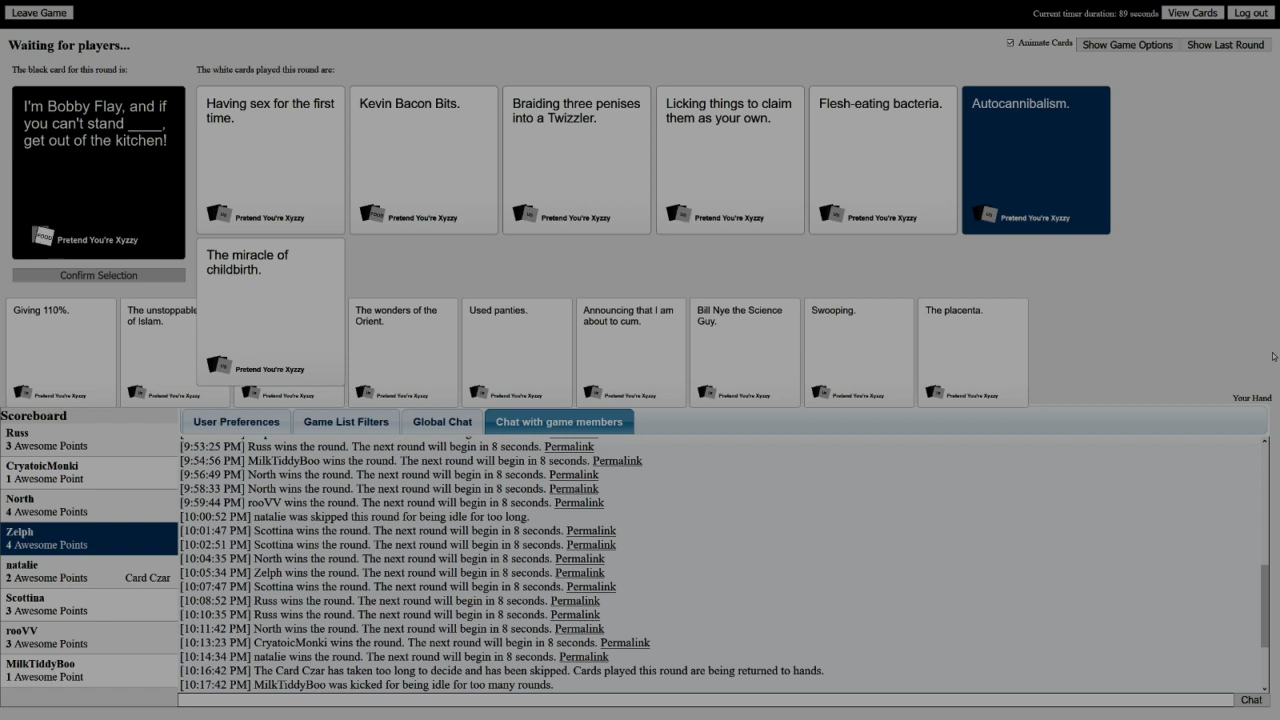 Leave Game
Current timer duration: 89 seconds
View Cards
Log out
Waiting for players...
Animate Cards
Show Game Options
Show Last Round
The black card for this round is:
The white cards played this round are:
I'm Bobby Flay, and if
you can't stand ____,
get out of the kitchen!
FOOD
Pretend You're Xyzzy
Confirm Selection
Having sex for the first
time.
US
Pretend You're Xyzzy
Kevin Bacon Bits.
FOOD
Pretend You're Xyzzy
Braiding three penises
into a Twizzler.
US
Pretend You're Xyzzy
Licking things to claim
them as your own.
US
Pretend You're Xyzzy
Flesh-eating bacteria.
US
Pretend You're Xyzzy
Autocannibalism.
US
Pretend You're Xyzzy
The miracle of
childbirth.
US
Pretend You're Xyzzy
Giving 110%.
Pretend You're Xyzzy
The unstoppable
of Islam.
Pretend You're Xyzzy
Pretend You're Xyzzy
The wonders of the
Orient.
Pretend You're Xyzzy
Used panties.
Pretend You're Xyzzy
Announcing that I am
about to cum.
Pretend You're Xyzzy
Bill Nye the Science
Guy.
Pretend You're Xyzzy
Swooping.
Pretend You're Xyzzy
The placenta.
Pretend You're Xyzzy
Your Hand
Scoreboard
Russ
3 Awesome Points
CryatoicMonki
1 Awesome Point
North
4 Awesome Points
Zelph
4 Awesome Points
natalie
2 Awesome Points Card Czar
Scottina
3 Awesome Points
rooVV
3 Awesome Points
MilkTiddyBoo
1 Awesome Point
User Preferences
Game List Filters
Global Chat
Chat with game members
[9:53:25 PM] Russ wins the round. The next round will begin in 8 seconds. Permalink
[9:54:56 PM] MilkTiddyBoo wins the round. The next round will begin in 8 seconds. Permalink
[9:56:49 PM] North wins the round. The next round will begin in 8 seconds. Permalink
[9:58:33 PM] North wins the round. The next round will begin in 8 seconds. Permalink
[9:59:44 PM] rooVV wins the round. The next round will begin in 8 seconds. Permalink
[10:00:52 PM] natalie was skipped this round for being idle for too long.
[10:01:47 PM] Scottina wins the round. The next round will begin in 8 seconds. Permalink
[10:02:51 PM] Scottina wins the round. The next round will begin in 8 seconds. Permalink
[10:04:35 PM] North wins the round. The next round will begin in 8 seconds. Permalink
[10:05:34 PM] Zelph wins the round. The next round will begin in 8 seconds. Permalink
[10:07:47 PM] Scottina wins the round. The next round will begin in 8 seconds. Permalink
[10:08:52 PM] Russ wins the round. The next round will begin in 8 seconds. Permalink
[10:10:35 PM] Russ wins the round. The next round will begin in 8 seconds. Permalink
[10:11:42 PM] North wins the round. The next round will begin in 8 seconds. Permalink
[10:13:23 PM] CryatoicMonki wins the round. The next round will begin in 8 seconds. Permalink
[10:14:34 PM] natalie wins the round. The next round will begin in 8 seconds. Permalink
[10:16:42 PM] The Card Czar has taken too long to decide and has been skipped. Cards played this round are being returned to hands.
[10:17:42 PM] MilkTiddyBoo was kicked for being idle for too many rounds.
Chat